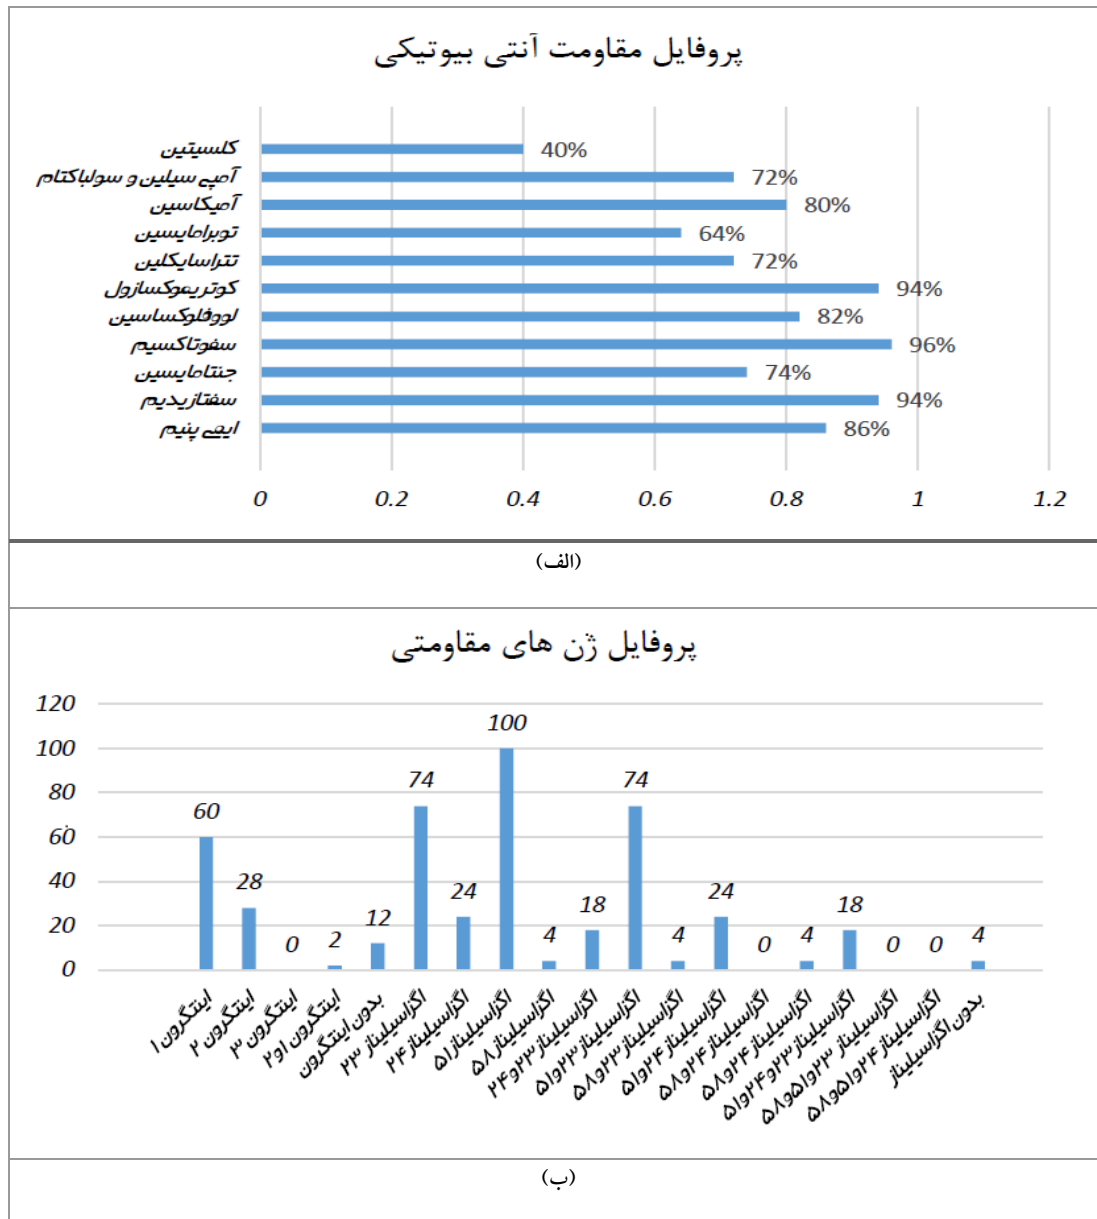 پروفایل مقاومت آنتی بیوتیکی
کلسیتین 40%
آمپی سیلین و سولباکتام 72%
آمیکاسین 80%
توبرامایسین 64%
تتراسایکلین 72%
کوتریموکسازول 94%
لووفلوکساسین 82%
سفوتاکسیم 96%
جنتامایسین 74%
سفتازیدیم 94%
ایمی پنیم 86%
0 0.2 0.4 0.6 0.8 1 1.2
(الف)
پروفایل ژن های مقاومتی
120
100
80
60
40
20
0
60 28 0 2 12 74 24 100 4 18 74 4 24 0 4 18 0 0 4
اینتگرون ۱
اینتگرون ۲
اینتگرون ۳
اینتگرون ۱و۲
بدون اینتگرون
اگزاسیلیناز ۲۳
اگزاسیلیناز ۲۴
اگزاسیلیناز ۵۱
اگزاسیلیناز ۵۸
اگزاسیلیناز ۲۳و۲۴
اگزاسیلیناز ۲۳و۵۱
اگزاسیلیناز ۲۳و۵۸
اگزاسیلیناز ۲۴و۵۱
اگزاسیلیناز ۲۴و۵۸
اگزاسیلیناز ۲۴و۵۸
اگزاسیلیناز ۲۳و۲۴و۵۱
اگزاسیلیناز ۲۳و۵۱و۵۸
اگزاسیلیناز ۲۴و۵۱و۵۸
بدون اگزاسیلیناز
(ب)